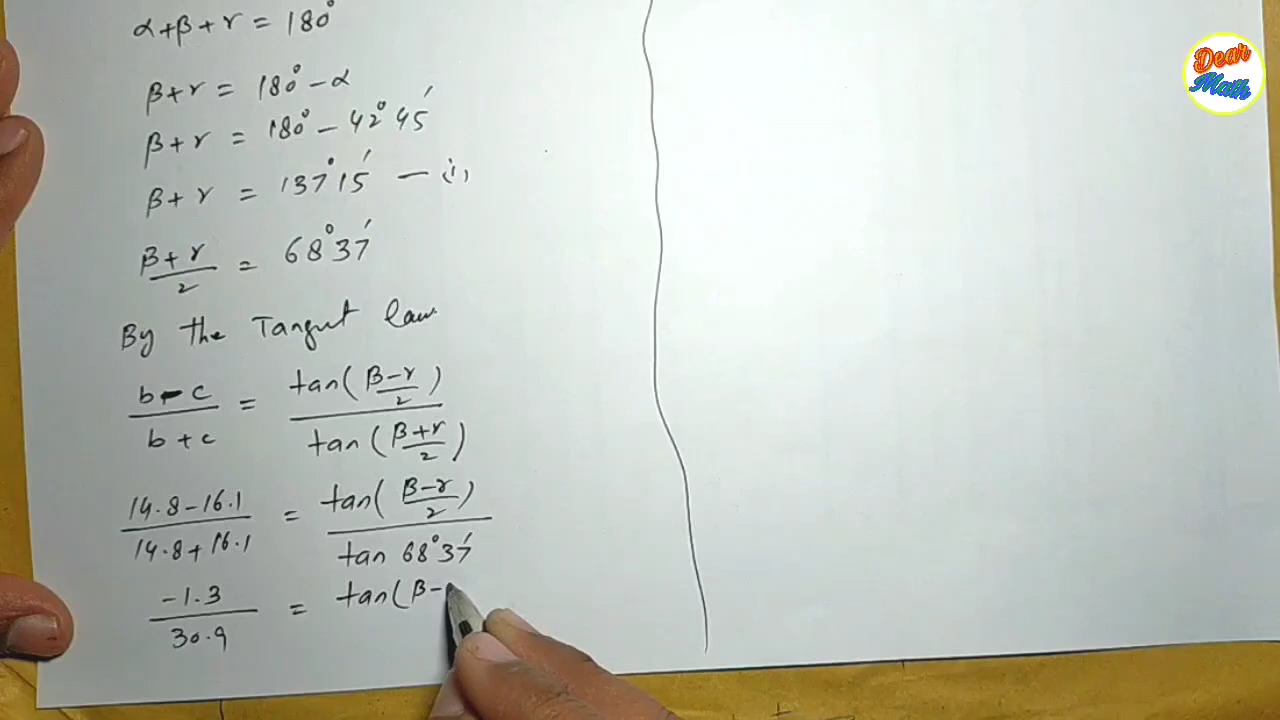 α+β+γ = 180°
β+γ = 180° - α
β+γ = 180° - 42° 45′
β+γ = 137° 15′ — (i)
β+γ/2 = 68° 37′
By the Tangent law
b-c/b+c = tan(β-γ/2)/tan(β+γ/2)
14.8-16.1/14.8+16.1 = tan(β-γ/2)/tan 68° 37′
-1.3/30.9 = tan(β-
Dear
Math